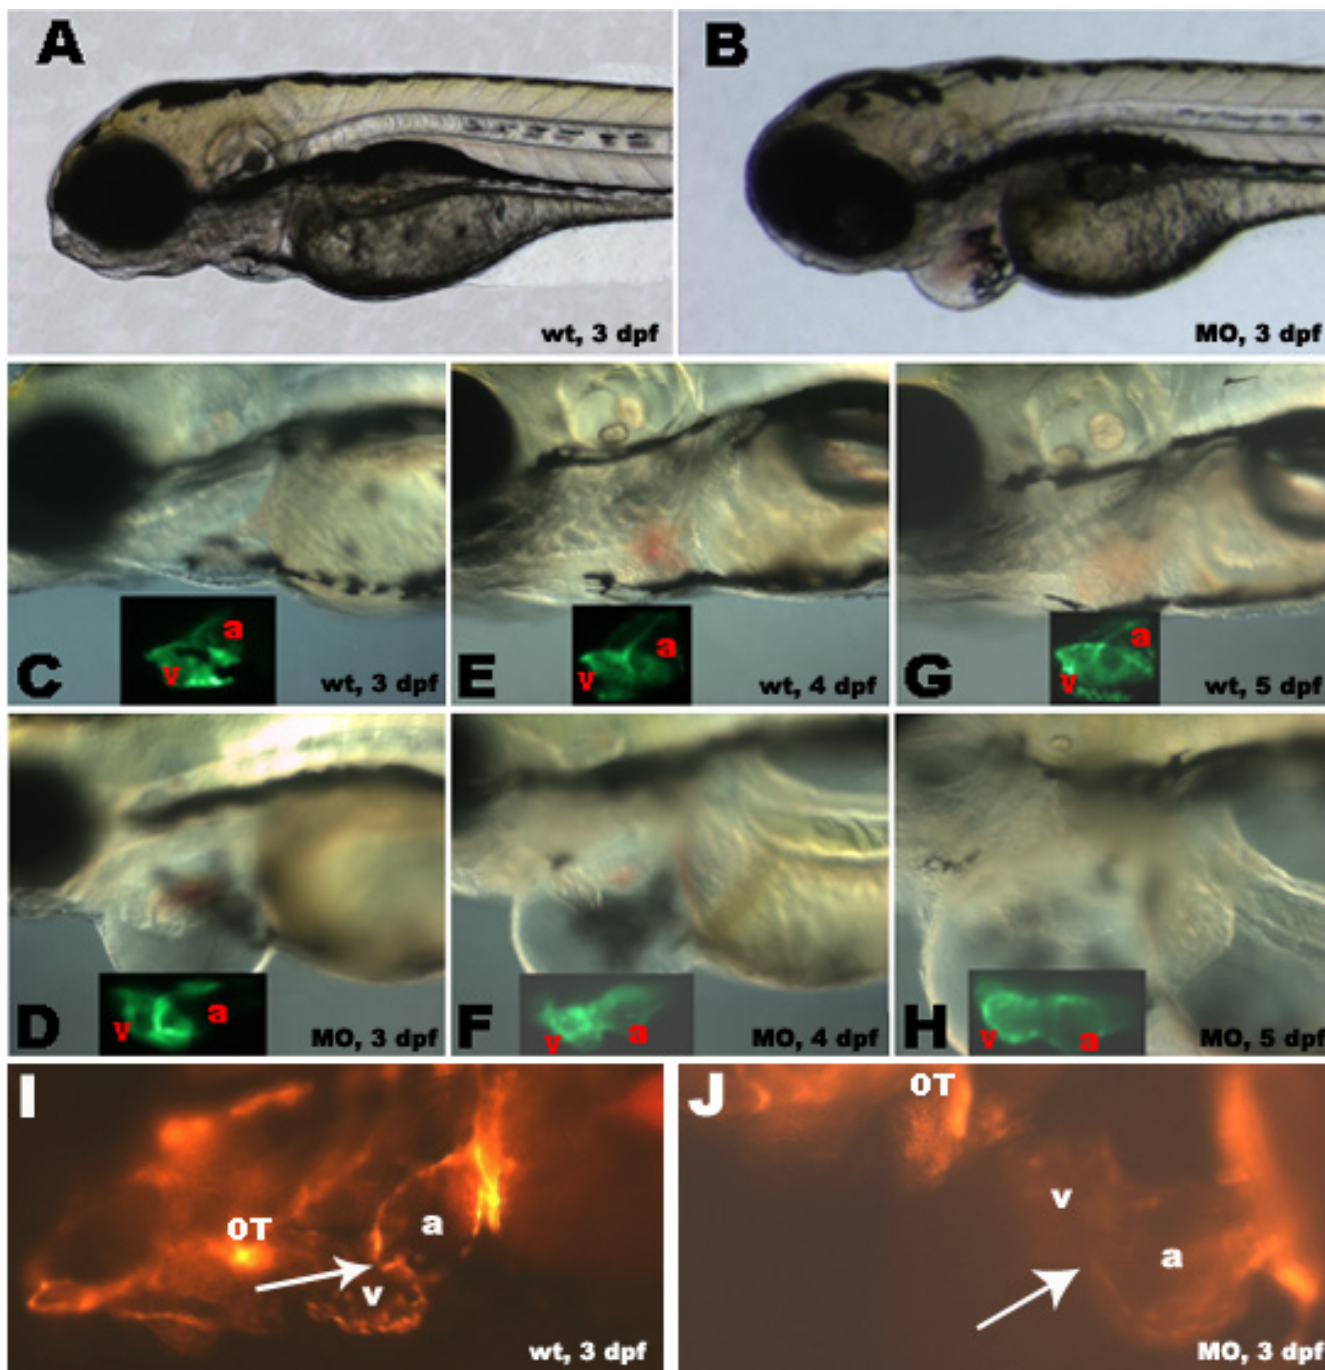 A
wt, 3 dpf
B
MO, 3 dpf
C
v
a
wt, 3 dpf
E
v
a
wt, 4 dpf
G
v
a
wt, 5 dpf
D
v
a
MO, 3 dpf
F
v
a
MO, 4 dpf
H
v
a
MO, 5 dpf
I
OT
a
v
wt, 3 dpf
J
OT
v
a
MO, 3 dpf